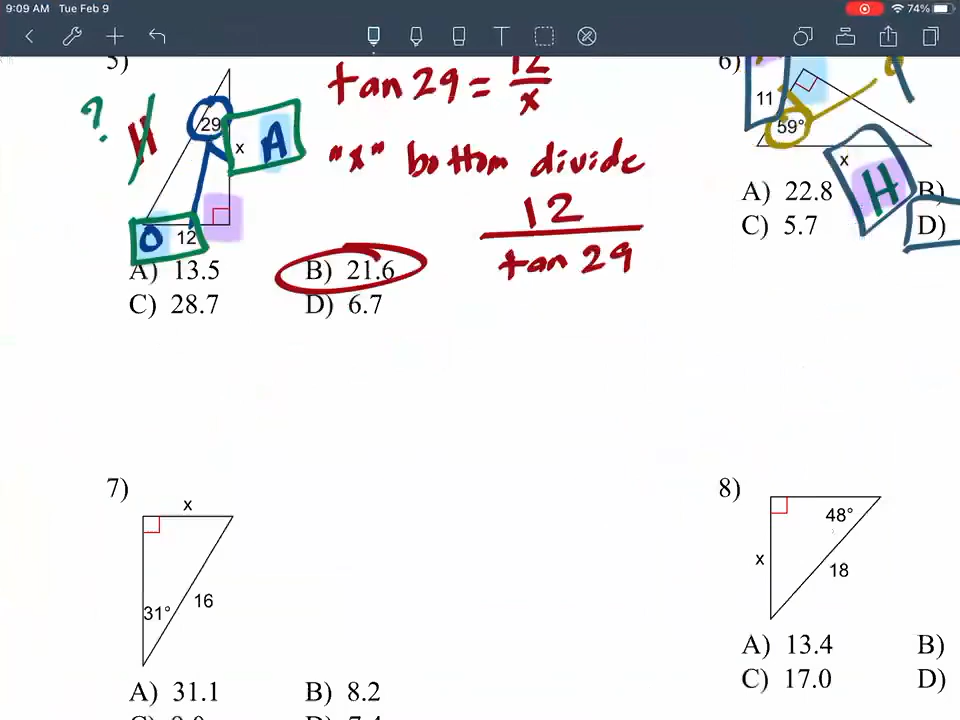 9:09 AM Tue Feb 9
74%
T
5)
tan 29 = 12/x
6)
?
H
29
x
A
"x" bottom divide
11
59°
x
H
O
12
12
tan 29
A) 22.8 B)
C) 5.7 D)
A) 13.5 B) 21.6
C) 28.7 D) 6.7
7)
x
31°
16
8)
48°
x
18
A) 13.4 B)
C) 17.0 D)
A) 31.1 B) 8.2